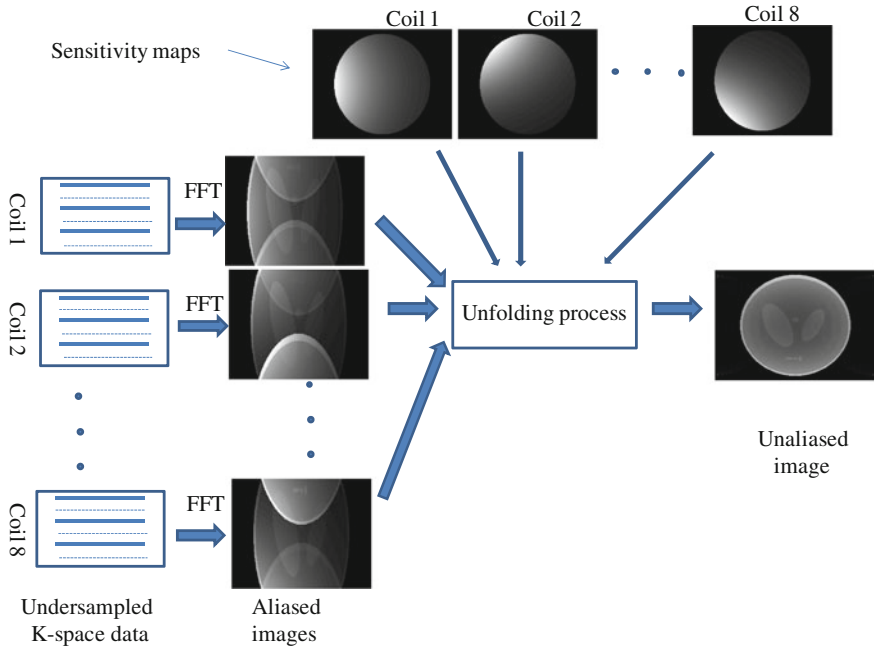 Coil 1
Coil 2
Coil 8
Sensitivity maps
Coil 1
FFT
Coil 2
FFT
Unfolding process
Coil 8
FFT
Unaliased
image
Undersampled
K-space data
Aliased
images